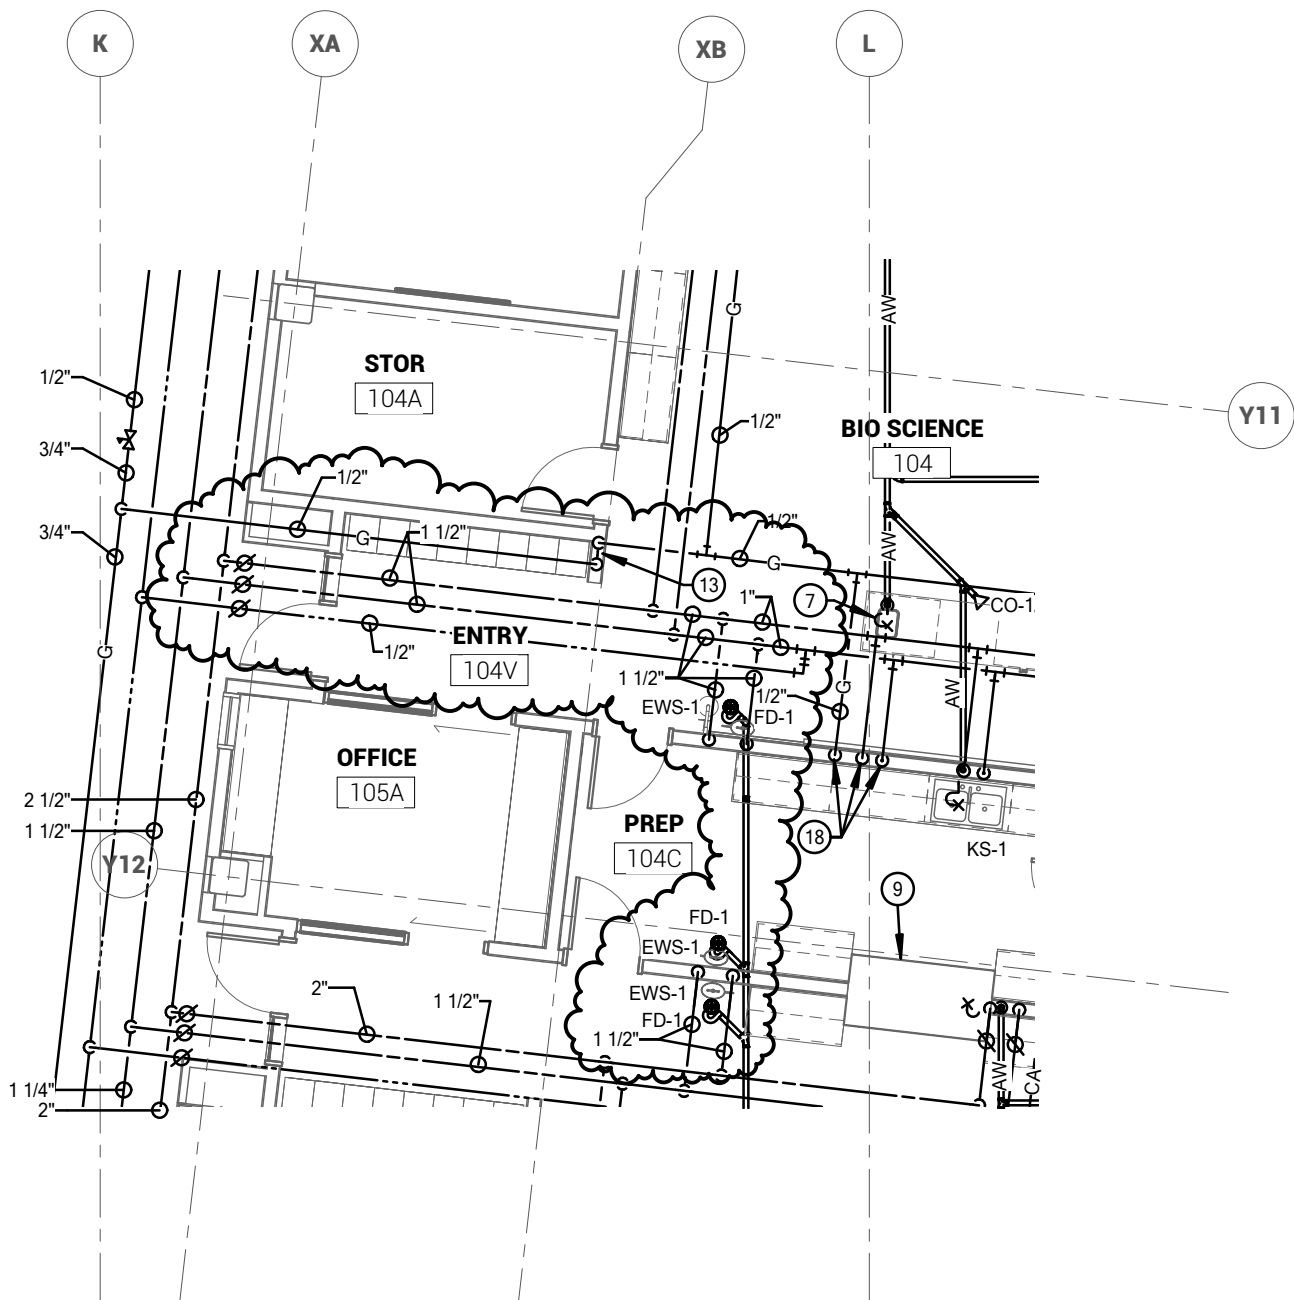 K
XA
XB
L
G
AW
1/2"
STOR
104A
Y11
1/2"
BIO SCIENCE
3/4"
104
1/2"
3/4"
1 1/2"
1/2"
G
G
AW
13
7
1"
CO-1
ENTRY
1/2"
104V
G
1 1/2"
G
AW
1/2"
EWS-1
FD-1
OFFICE
105A
2 1/2"
1 1/2"
PREP
18
KS-1
104C
Y12
9
FD-1
EWS-1
2"
1 1/2"
EWS-1
FD-1
1 1/2"
AW
CA
1 1/4"
2"